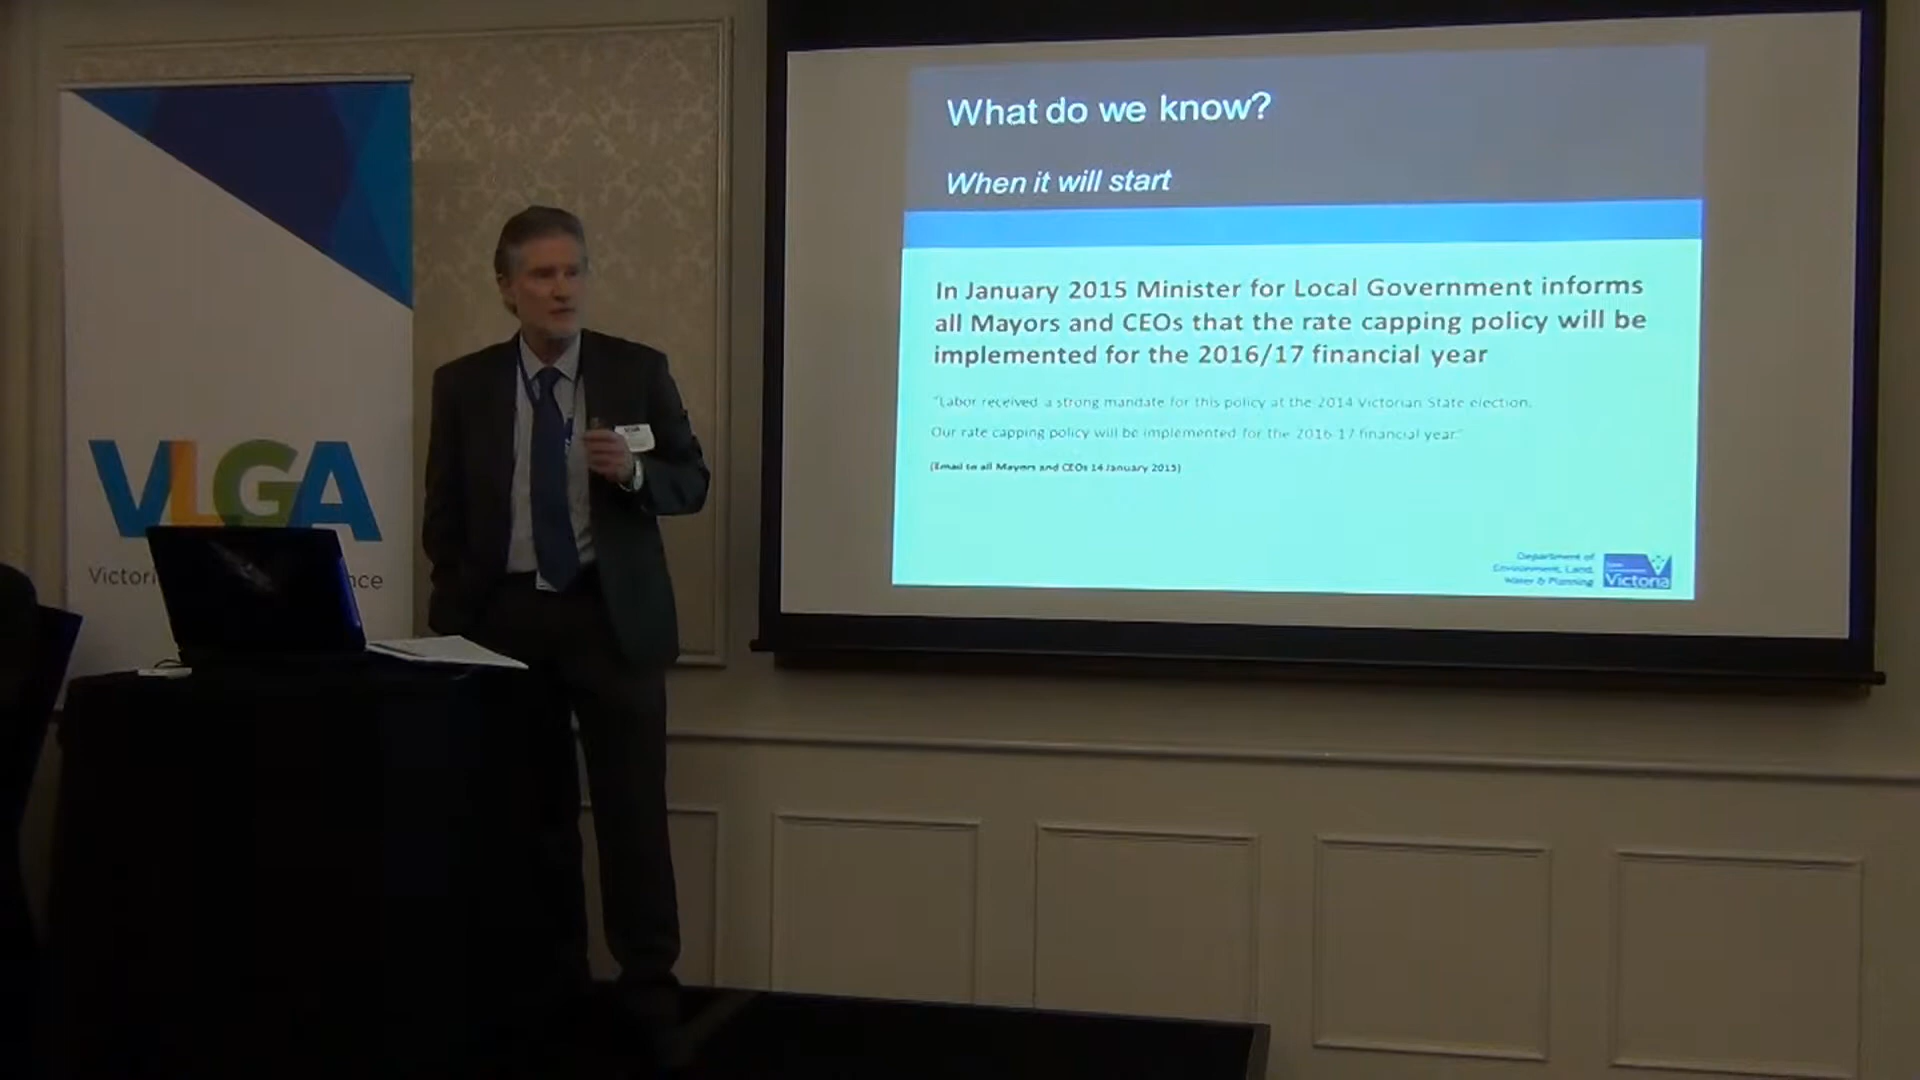 What do we know?
When it will start
In January 2015 Minister for Local Government informs
all Mayors and CEOs that the rate capping policy will be
implemented for the 2016/17 financial year
"Labor received a strong mandate for this policy at the 2014 Victorian State election.
Our rate capping policy will be implemented for the 2016-17 financial year."
(Email to all Mayors and CEOs 14 January 2015)
Department of
Environment, Land,
Water & Planning
Victoria
VLGA